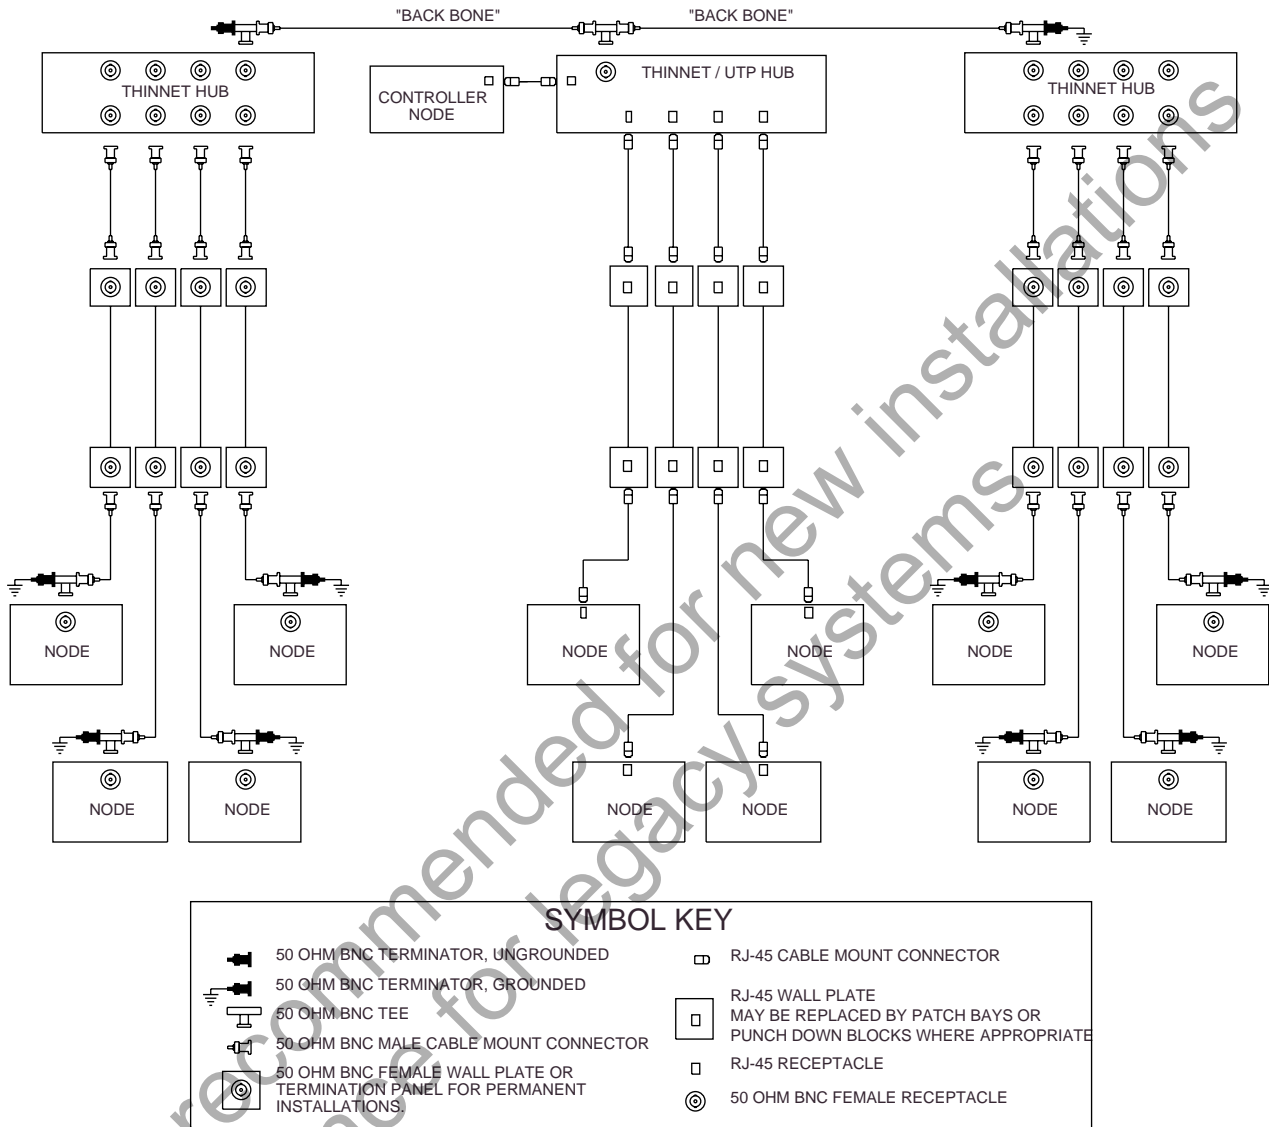 "BACK BONE" "BACK BONE"
THINNET HUB
CONTROLLER
NODE
THINNET / UTP HUB
THINNET HUB
NODE NODE NODE NODE NODE NODE
NODE NODE NODE NODE NODE NODE
SYMBOL KEY
50 OHM BNC TERMINATOR, UNGROUNDED
50 OHM BNC TERMINATOR, GROUNDED
50 OHM BNC TEE
50 OHM BNC MALE CABLE MOUNT CONNECTOR
50 OHM BNC FEMALE WALL PLATE OR
TERMINATION PANEL FOR PERMANENT
INSTALLATIONS.
RJ-45 CABLE MOUNT CONNECTOR
RJ-45 WALL PLATE
MAY BE REPLACED BY PATCH BAYS OR
PUNCH DOWN BLOCKS WHERE APPROPRIATE
RJ-45 RECEPTACLE
50 OHM BNC FEMALE RECEPTACLE
recommended for new installations
for legacy systems